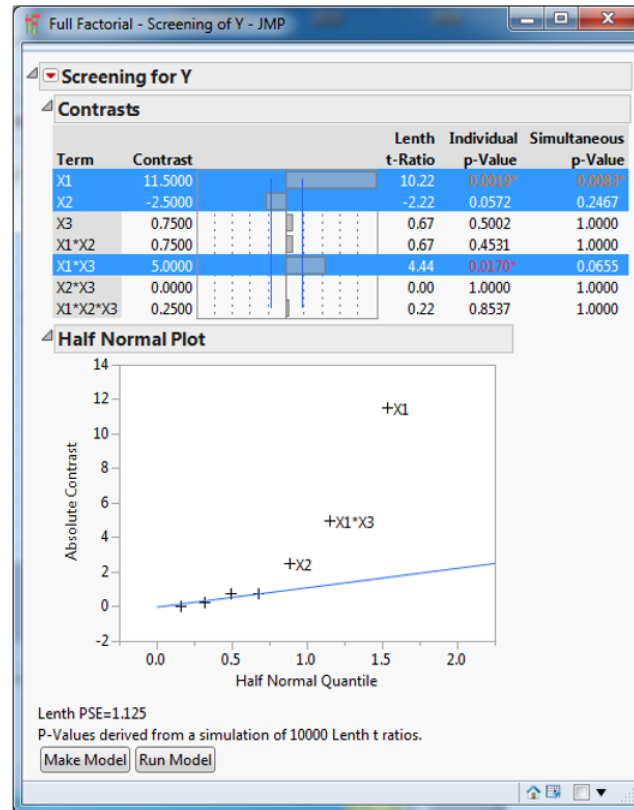 Full Factorial - Screening of Y - JMP
Screening for Y
Contrasts
Term Contrast Lenth t-Ratio Individual p-Value Simultaneous p-Value
X1 11.5000 10.22 0.0019* 0.0083*
X2 -2.5000 -2.22 0.0572 0.2467
X3 0.7500 0.67 0.5002 1.0000
X1*X2 0.7500 0.67 0.4531 1.0000
X1*X3 5.0000 4.44 0.0170* 0.0655
X2*X3 0.0000 0.00 1.0000 1.0000
X1*X2*X3 0.2500 0.22 0.8537 1.0000
Half Normal Plot
14
12
10
8
6
4
2
0
-2
Absolute Contrast
X1
X1*X3
X2
0.0 0.5 1.0 1.5 2.0
Half Normal Quantile
Lenth PSE=1.125
P-Values derived from a simulation of 10000 Lenth t ratios.
Make Model Run Model